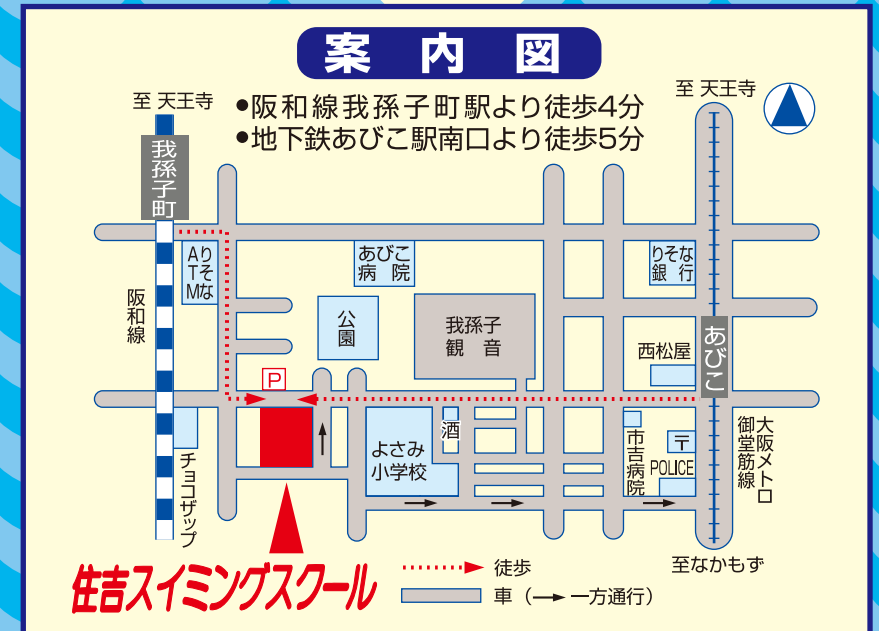 案内図
●阪和線我孫子町駅より徒歩4分
●地下鉄あびこ駅南口より徒歩5分
至 天王寺
至 天王寺
我孫子町
りそな
ATM
あびこ
病院
りそな
銀行
阪和線
公園
我孫子
観音
西松屋
あびこ
P
チョコザップ
よさみ
小学校
酒
市吉病院
〒
POLICE
大阪メトロ
御堂筋線
至なかもず
住吉スイミングスクール
徒歩
車（→一方通行）